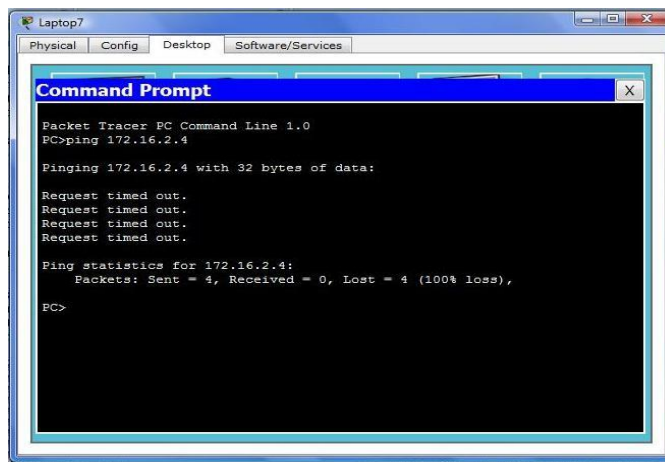 Laptop7
Physical Config Desktop Software/Services
Command Prompt X
Packet Tracer PC Command Line 1.0
PC>ping 172.16.2.4
Pinging 172.16.2.4 with 32 bytes of data:
Request timed out.
Request timed out.
Request timed out.
Request timed out.
Ping statistics for 172.16.2.4:
Packets: Sent = 4, Received = 0, Lost = 4 (100% loss),
PC>